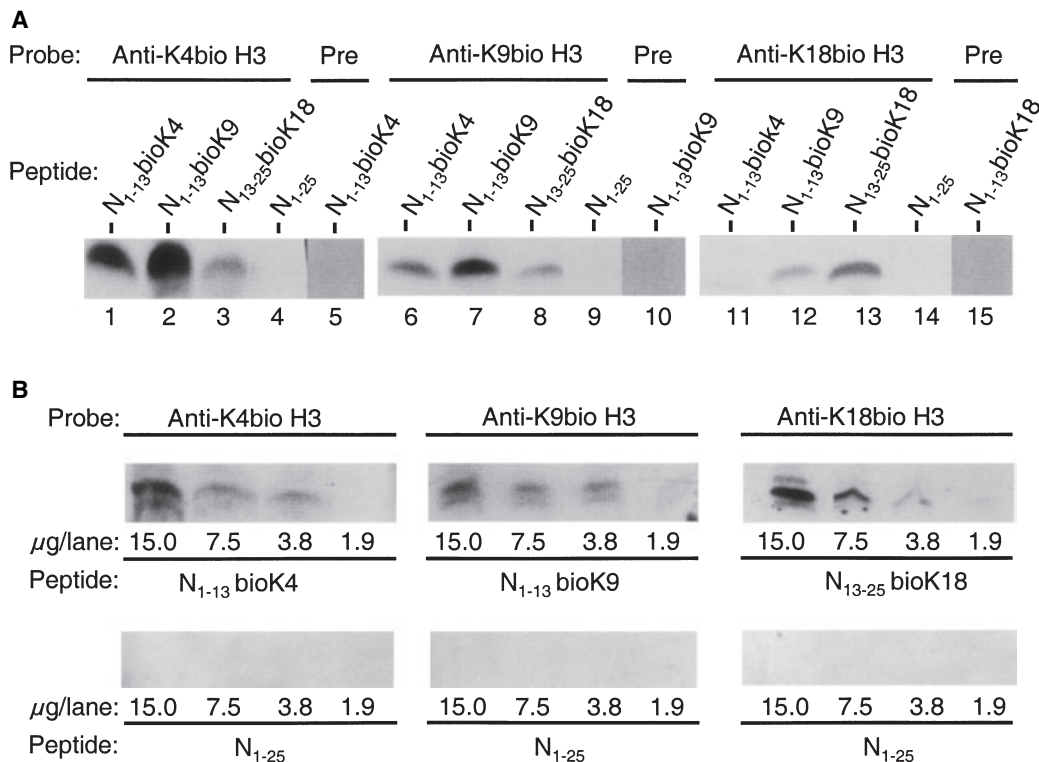 A
Probe: Anti-K4bio H3 Pre Anti-K9bio H3 Pre Anti-K18bio H3 Pre
Peptide: N1-13bioK4 N1-13bioK9 N13-25bioK18 N1-25 N1-13bioK4 N1-13bioK4 N1-13bioK9 N13-25bioK18 N1-25 N1-13bioK9 N1-13biok4 N1-13bioK9 N13-25bioK18 N1-25 N1-13bioK18
1 2 3 4 5 6 7 8 9 10 11 12 13 14 15
B
Probe: Anti-K4bio H3 Anti-K9bio H3 Anti-K18bio H3
µg/lane: 15.0 7.5 3.8 1.9 15.0 7.5 3.8 1.9 15.0 7.5 3.8 1.9
Peptide: N1-13 bioK4 N1-13 bioK9 N13-25 bioK18
µg/lane: 15.0 7.5 3.8 1.9 15.0 7.5 3.8 1.9 15.0 7.5 3.8 1.9
Peptide: N1-25 N1-25 N1-25